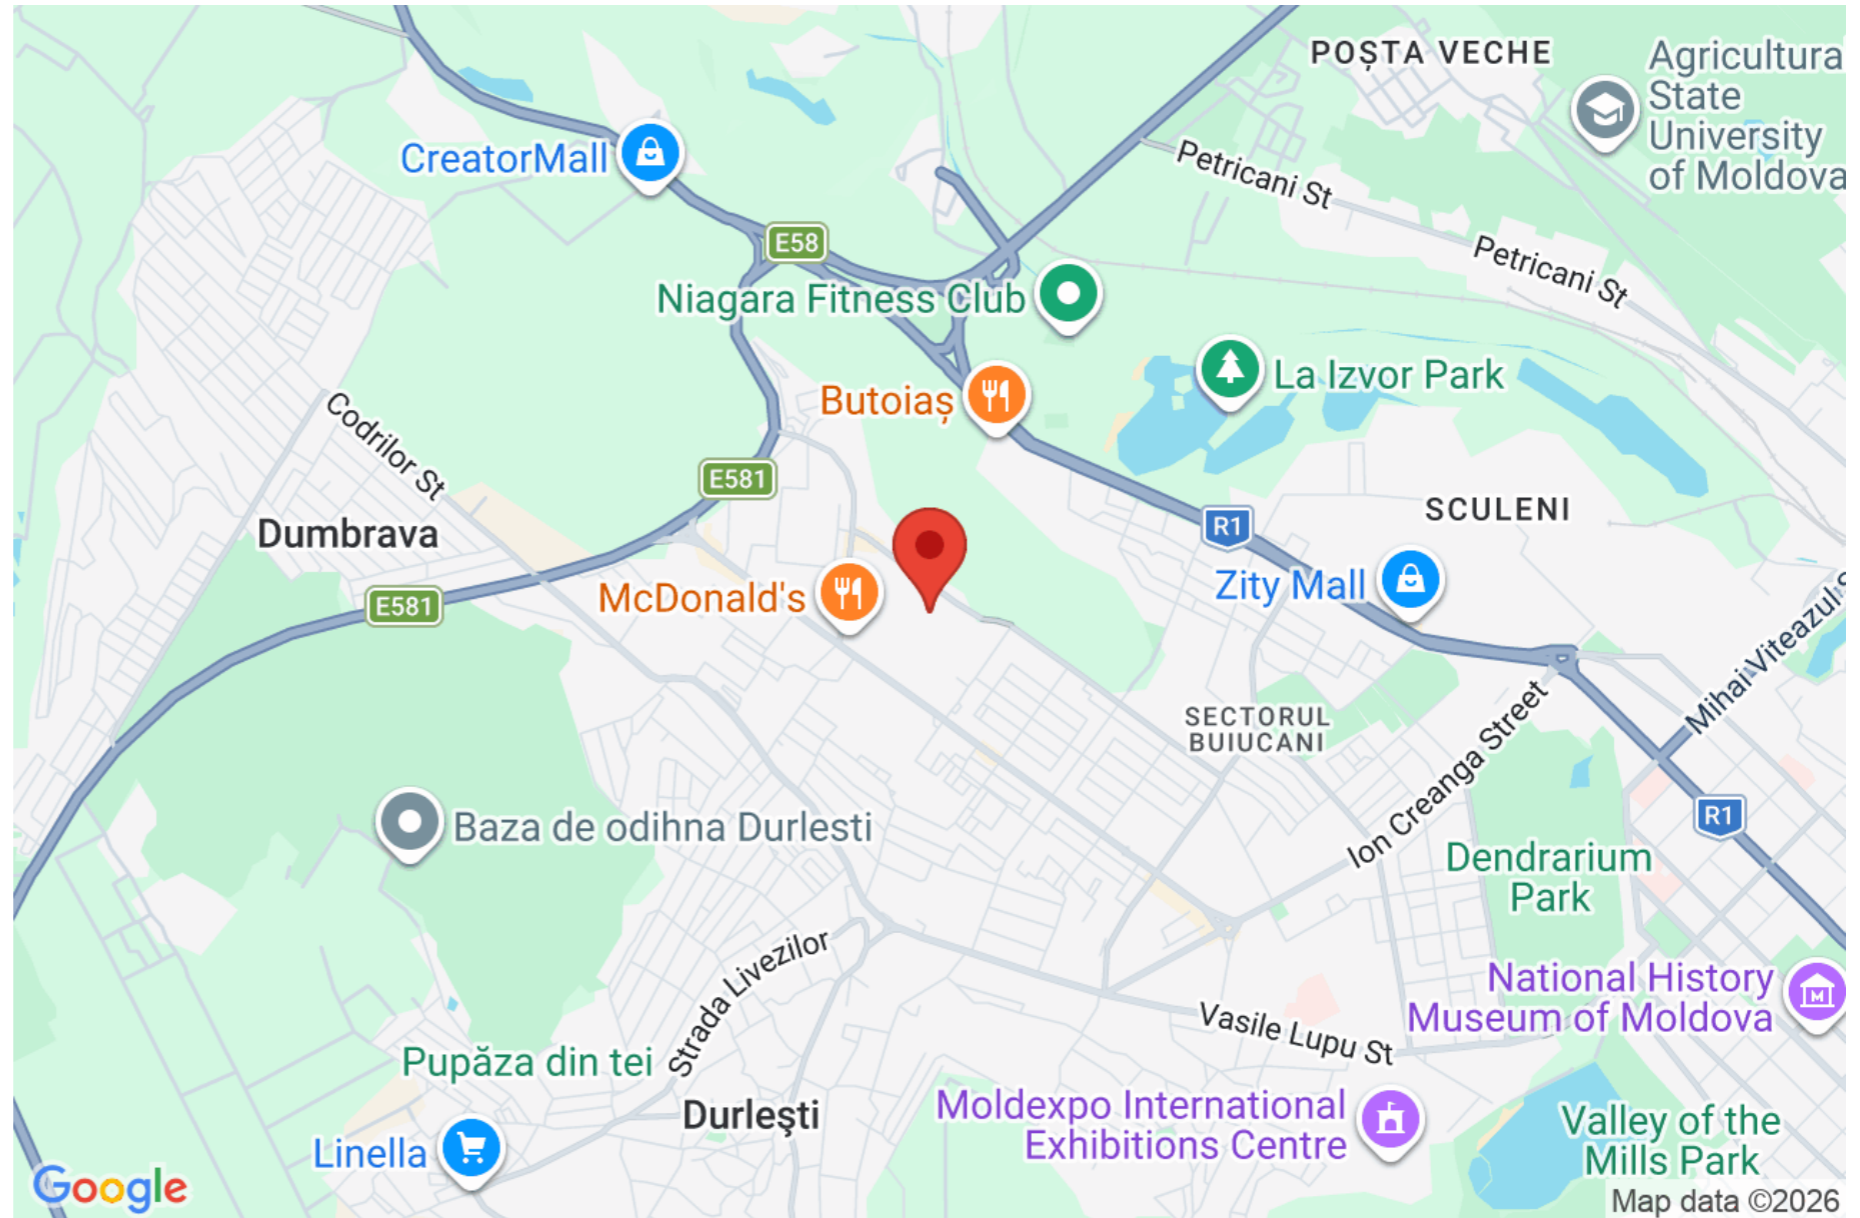 POȘTA VECHE
Agricultural
State
University
of Moldova
CreatorMall
Petricani St
E58
Petricani St
Niagara Fitness Club
La Izvor Park
Butoiaș
Codrilor St
E581
SCULENI
R1
Dumbrava
Zity Mall
McDonald's
E581
Mihai Viteazul S
SECTORUL
BUIUCANI
Ion Creanga Street
R1
Baza de odihna Durlesti
Dendrarium
Park
Strada Livezilor
National History
Museum of Moldova
Vasile Lupu St
Pupăza din tei
Durleşti
Moldexpo International
Exhibitions Centre
Valley of the
Mills Park
Linella
Google
Map data ©2026